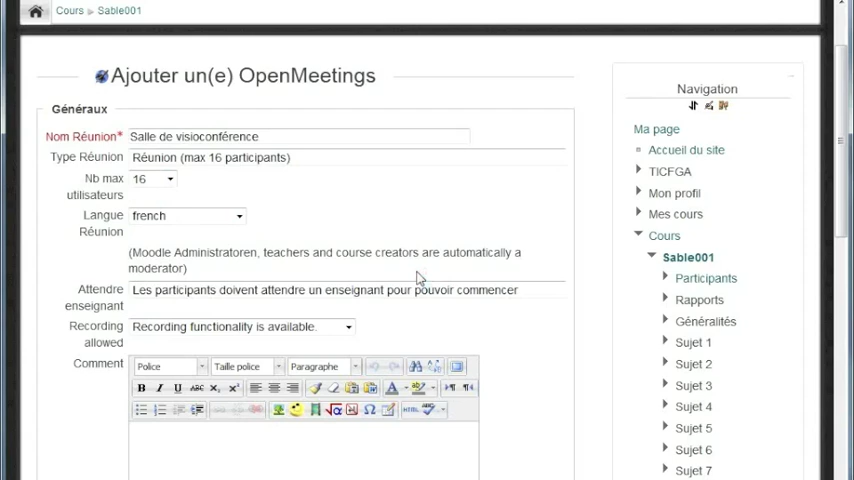 Cours Sable001
Ajouter un(e) OpenMeetings
Généraux
Nom Réunion* Salle de visioconférence
Type Réunion Réunion (max 16 participants)
Nb max utilisateurs 16
Langue Réunion french
(Moodle Administratoren, teachers and course creators are automatically a
moderator)
Attendre enseignant Les participants doivent attendre un enseignant pour pouvoir commencer
Recording allowed Recording functionality is available.
Comment
Police Taille police Paragraphe
B I U ABC X₂ X²
HTML
Navigation
Ma page
Accueil du site
TICFGA
Mon profil
Mes cours
Cours
Sable001
Participants
Rapports
Généralités
Sujet 1
Sujet 2
Sujet 3
Sujet 4
Sujet 5
Sujet 6
Sujet 7